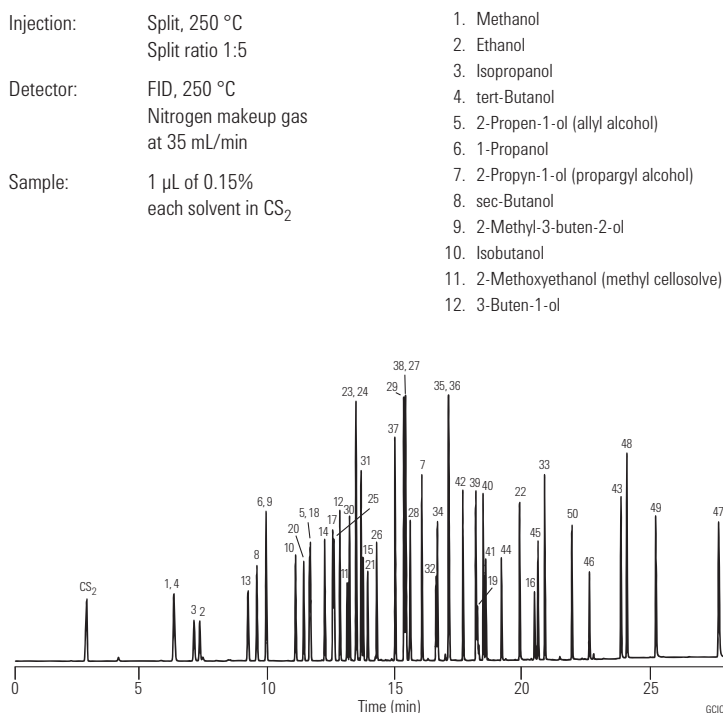 Injection: Split, 250 °C
Split ratio 1:5
Detector: FID, 250 °C
Nitrogen makeup gas
at 35 mL/min
Sample: 1 µL of 0.15%
each solvent in CS2
1. Methanol
2. Ethanol
3. Isopropanol
4. tert-Butanol
5. 2-Propen-1-ol (allyl alcohol)
6. 1-Propanol
7. 2-Propyn-1-ol (propargyl alcohol)
8. sec-Butanol
9. 2-Methyl-3-buten-2-ol
10. Isobutanol
11. 2-Methoxyethanol (methyl cellosolve)
12. 3-Buten-1-ol
CS2
1, 4
3
2
13
8
6, 9
10
20
5, 18
14
17
12
11
30
23, 24
31
15
21
25
26
37
29
38, 27
28
7
32
34
35, 36
42
39
19
40
41
44
22
16
45
33
50
46
43
48
49
47
0
5
10
15
20
25
Time (min)